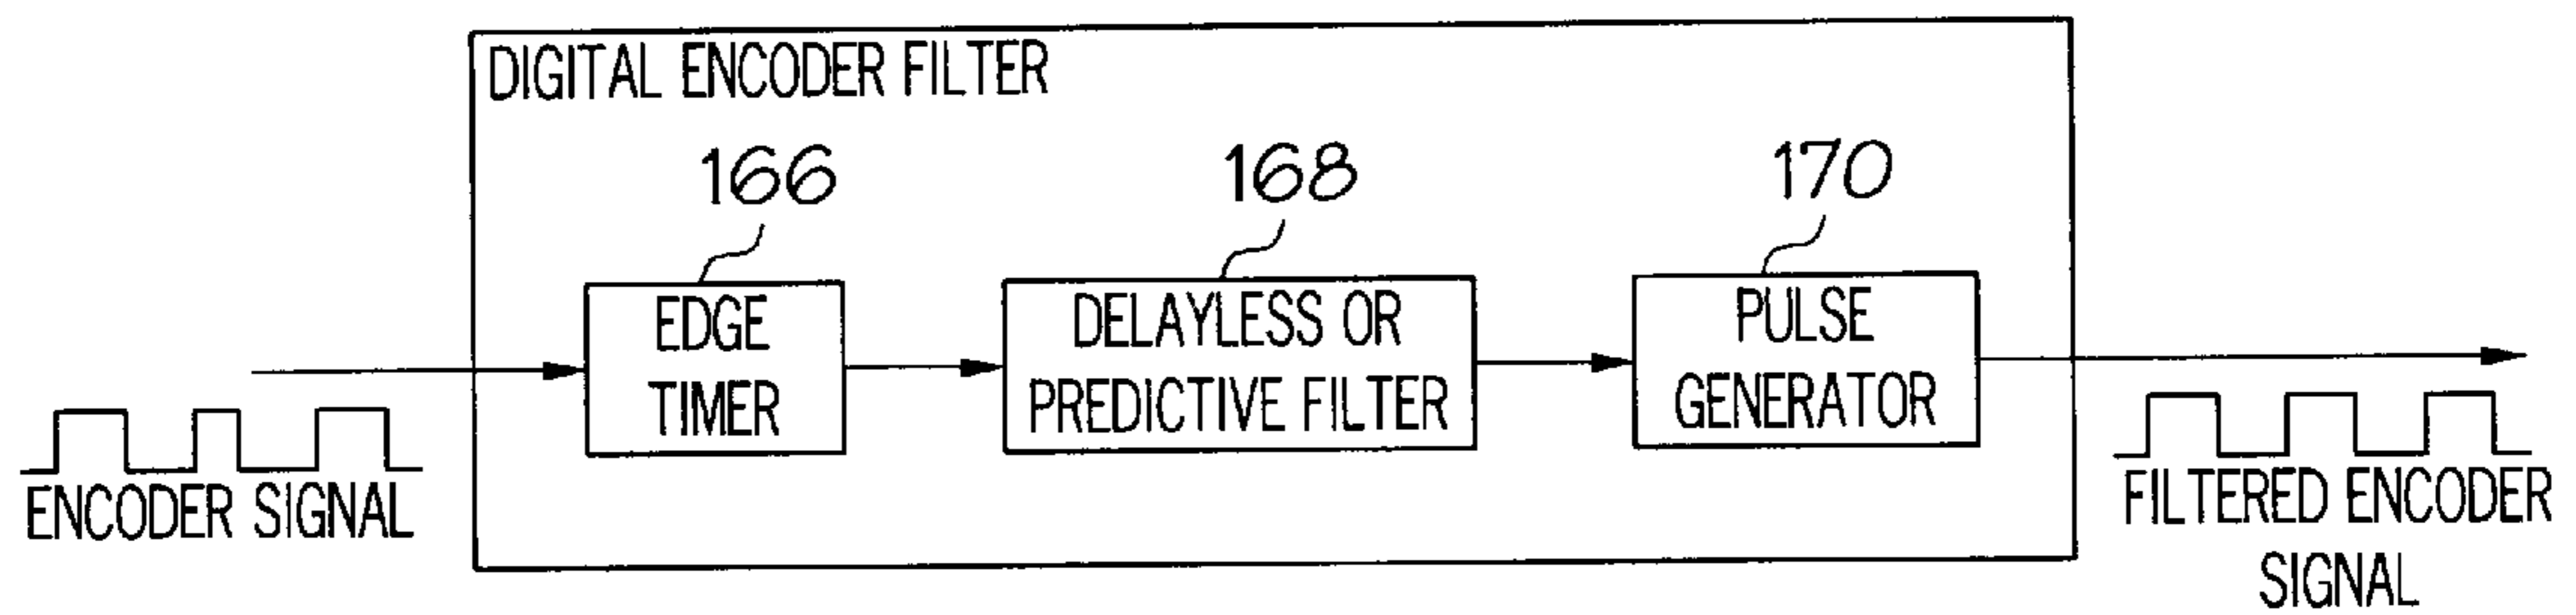 DIGITAL ENCODER FILTER
166
168
170
EDGE
TIMER
DELAYLESS OR
PREDICTIVE FILTER
PULSE
GENERATOR
ENCODER SIGNAL
FILTERED ENCODER
SIGNAL